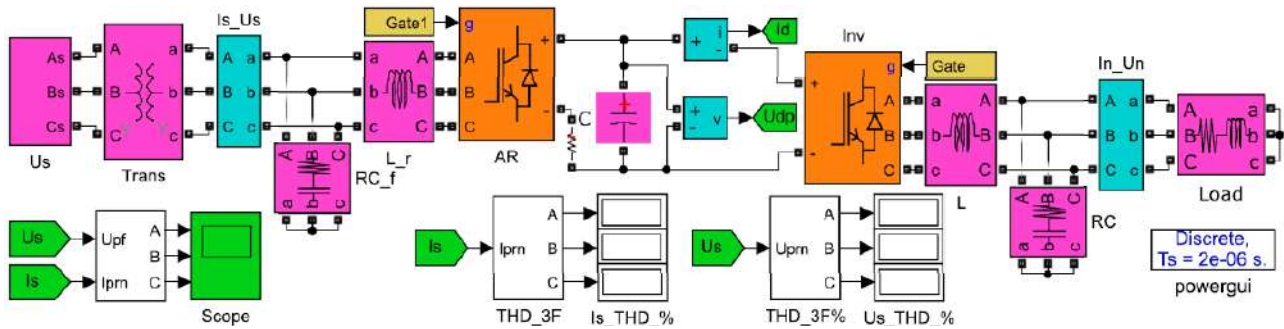 Is_Us
Gate1
g
i
Id
Inv
In_Un
As
Bs
Cs
A
B
C
a
b
c
A
B
C
a
b
c
a
b
c
A
B
C
A
B
C
+
-
+
-
+
-
v
Udp
g
Gate
+
-
A
B
C
a
b
c
A
B
C
A
B
C
a
b
c
A
B
C
a
b
c
C
Us
Trans
Y
Y
A
B
C
a
b
c
RC_f
L_r
AR
L
A
B
C
a
b
c
RC
Load
Us
Is
Upf
Iprn
A
B
C
Scope
Is
Iprn
A
B
C
THD_3F
Is_THD_%
Us
Uprn
A
B
C
THD_3F%
Us_THD_%
Discrete,
Ts = 2e-06 s.
powergui